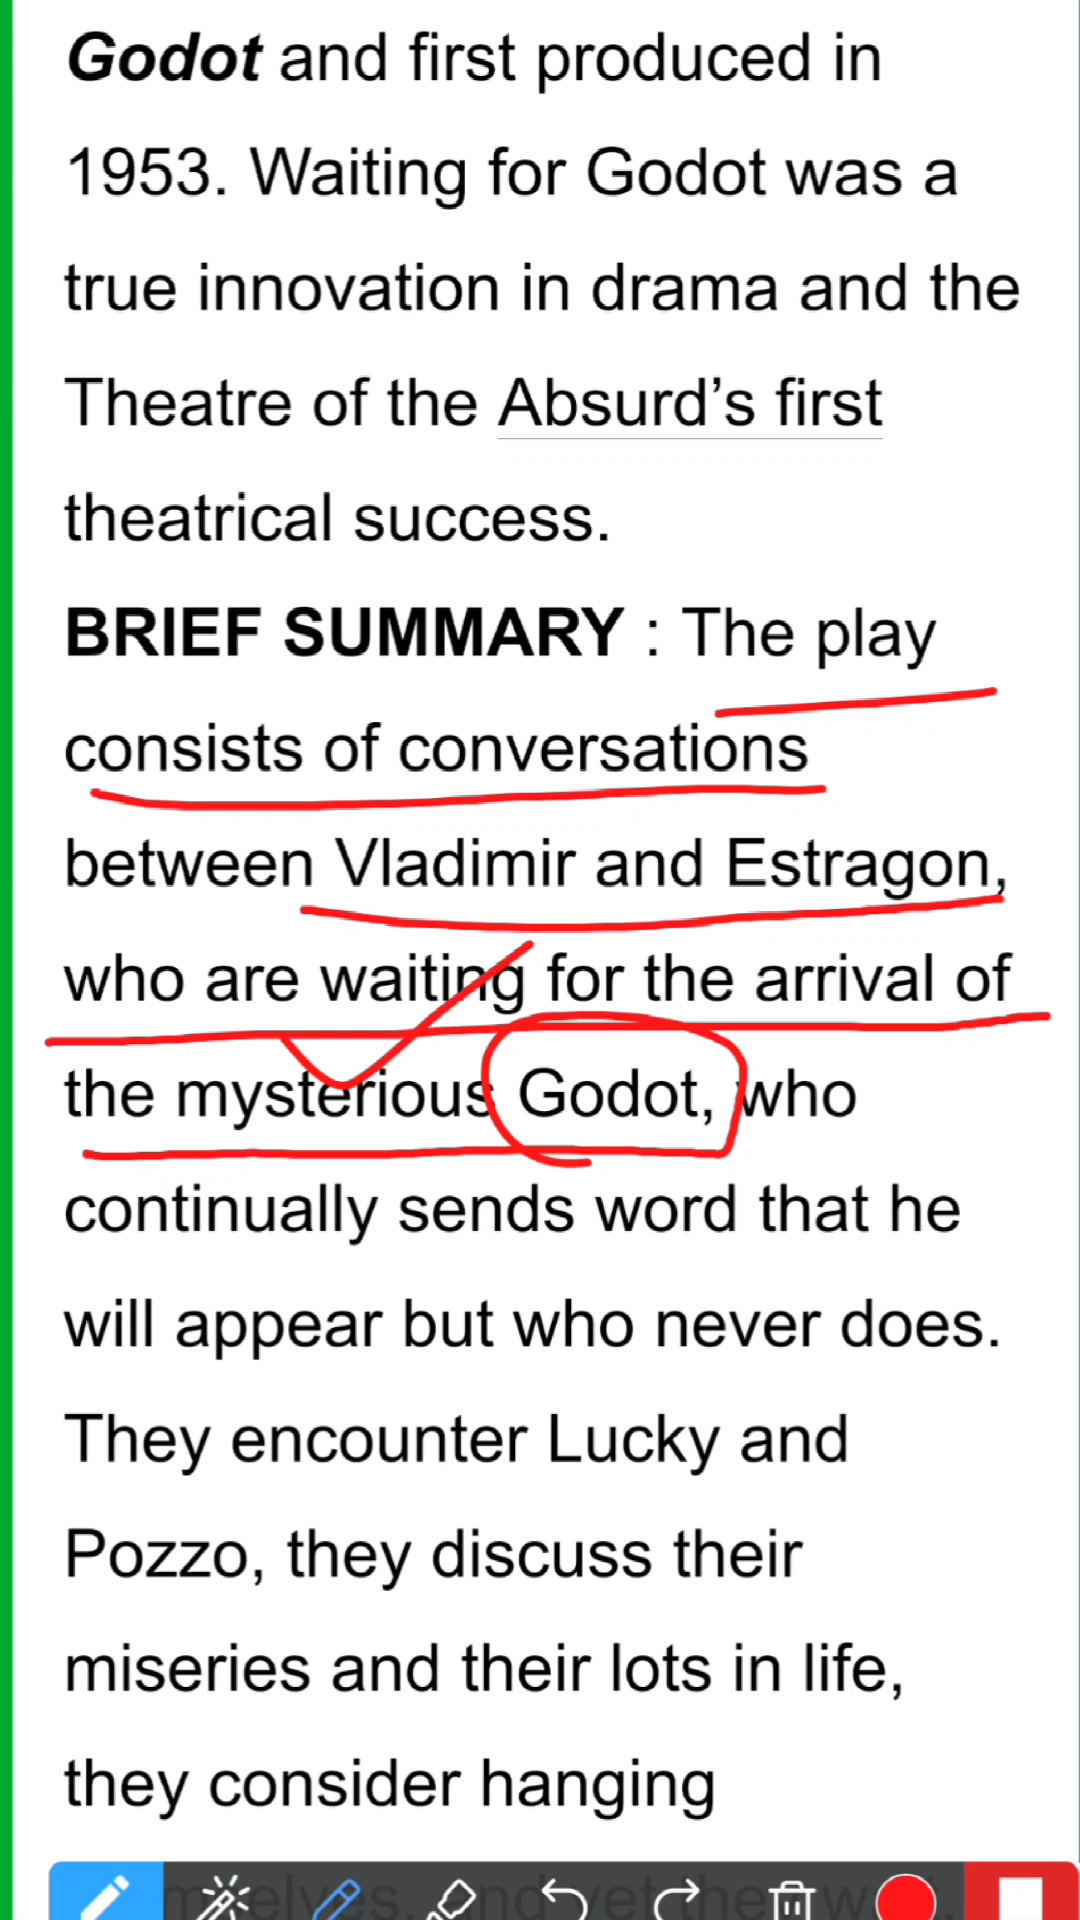 Godot and first produced in
1953. Waiting for Godot was a
true innovation in drama and the
Theatre of the Absurd’s first
theatrical success.
BRIEF SUMMARY : The play
consists of conversations
between Vladimir and Estragon,
who are waiting for the arrival of
the mysterious Godot, who
continually sends word that he
will appear but who never does.
They encounter Lucky and
Pozzo, they discuss their
miseries and their lots in life,
they consider hanging